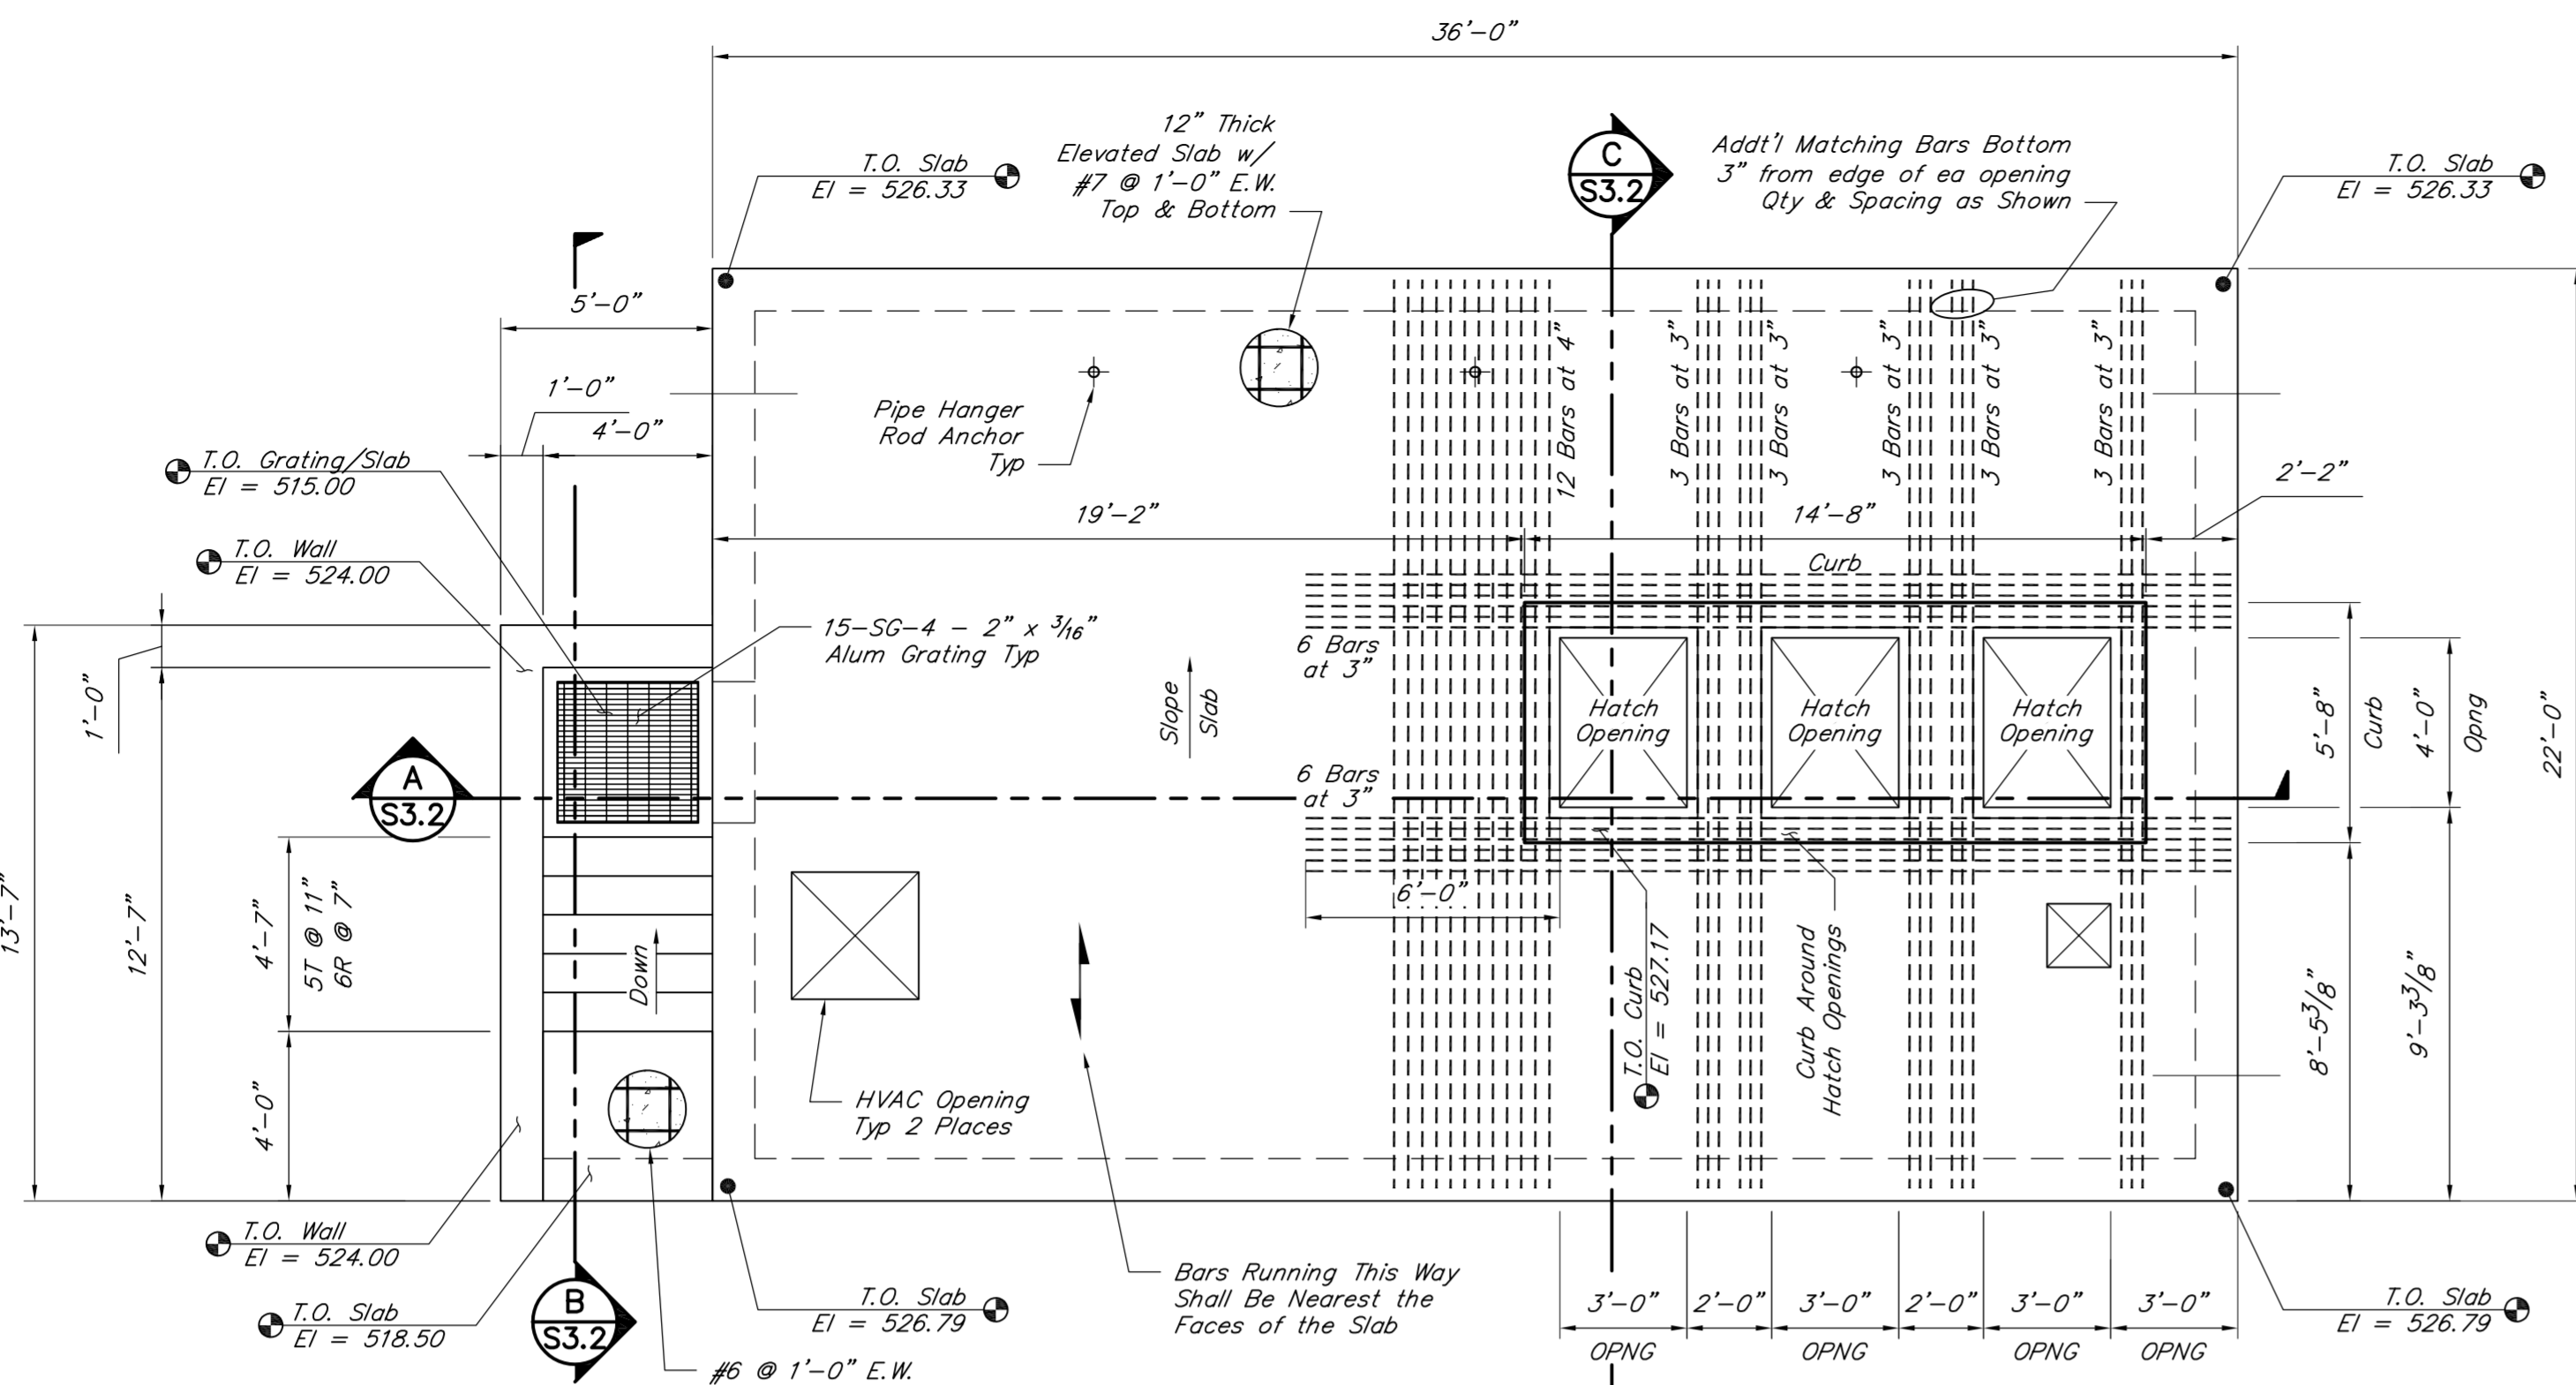 36'-0"
12" Thick
Elevated Slab w/
#7 @ 1'-0" E.W.
Top & Bottom
T.O. Slab
El = 526.33
C
S3.2
Addt'l Matching Bars Bottom
3" from edge of ea opening
Qty & Spacing as Shown
T.O. Slab
El = 526.33
5'-0"
1'-0"
4'-0"
Pipe Hanger
Rod Anchor
Typ
12 Bars at 4"
3 Bars at 3"
3 Bars at 3"
3 Bars at 3"
3 Bars at 3"
3 Bars at 3"
2'-2"
T.O. Grating/Slab
El = 515.00
19'-2"
14'-8"
Curb
T.O. Wall
El = 524.00
15-SG-4 - 2" x 3/16"
Alum Grating Typ
6 Bars
at 3"
1'-0"
Slope
Slab
Hatch
Opening
Hatch
Opening
Hatch
Opening
5'-8"
Curb
4'-0"
Opng
22'-0"
A
S3.2
6 Bars
at 3"
6'-0"
13'-7"
12'-7"
4'-7"
5T @ 11"
6R @ 7"
Down
T.O. Curb
El = 527.17
Curb Around
Hatch Openings
8'-5 3/8"
9'-3 3/8"
4'-0"
HVAC Opening
Typ 2 Places
T.O. Wall
El = 524.00
T.O. Slab
El = 518.50
B
S3.2
T.O. Slab
El = 526.79
Bars Running This Way
Shall Be Nearest the
Faces of the Slab
3'-0"
2'-0"
3'-0"
2'-0"
3'-0"
3'-0"
OPNG
OPNG
OPNG
OPNG
T.O. Slab
El = 526.79
#6 @ 1'-0" E.W.